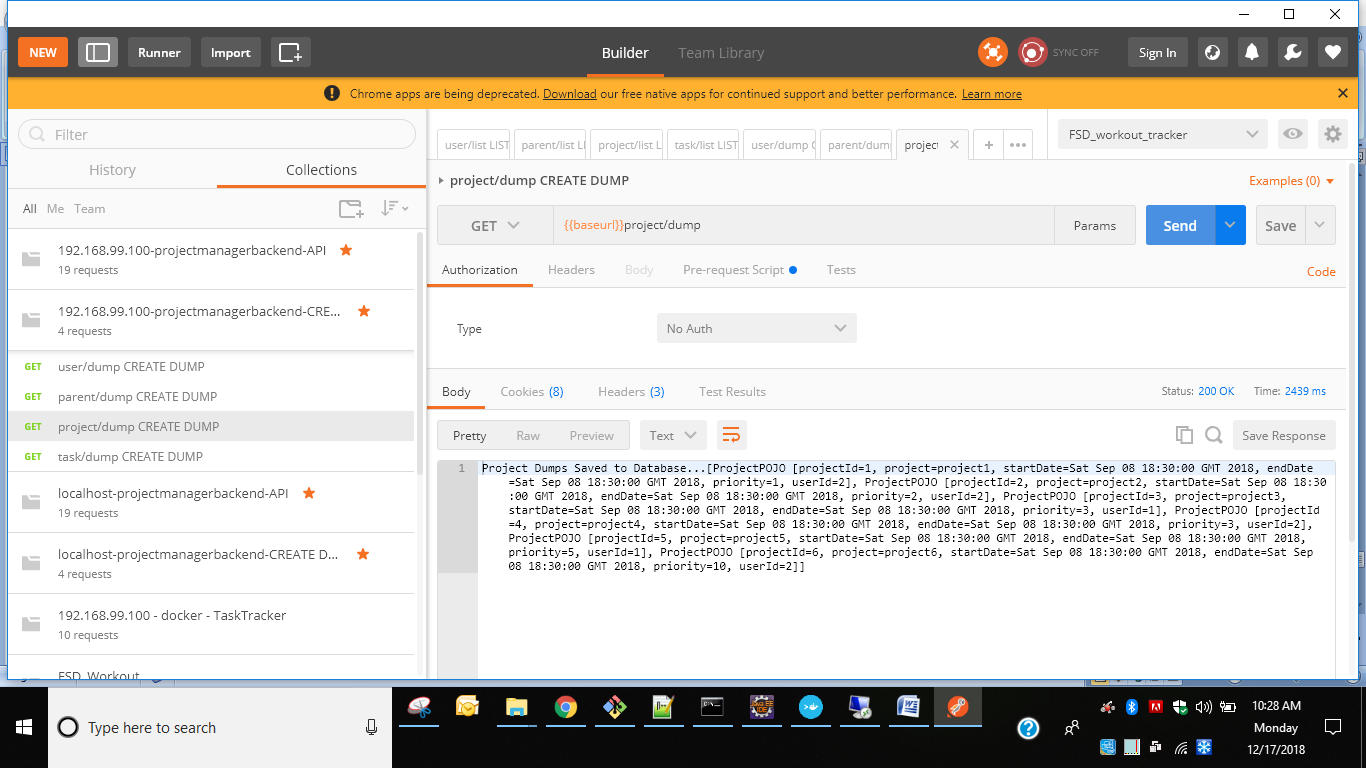 NEW
Runner
Import
Builder
Team Library
SYNC OFF
Sign In
Chrome apps are being deprecated. Download our free native apps for continued support and better performance. Learn more
Filter
History
Collections
All Me Team
192.168.99.100-projectmanagerbackend-API
19 requests
192.168.99.100-projectmanagerbackend-CRE...
4 requests
GET user/dump CREATE DUMP
GET parent/dump CREATE DUMP
GET project/dump CREATE DUMP
GET task/dump CREATE DUMP
localhost-projectmanagerbackend-API
19 requests
localhost-projectmanagerbackend-CREATE D...
4 requests
192.168.99.100 - docker - TaskTracker
10 requests
FSD_Workout
user/list LIST
parent/list LI
project/list L
task/list LIST
user/dump C
parent/dump
project
FSD_workout_tracker
project/dump CREATE DUMP
Examples (0)
GET
{{baseurl}}project/dump
Params
Send
Save
Authorization
Headers
Body
Pre-request Script
Tests
Code
Type
No Auth
Body
Cookies (8)
Headers (3)
Test Results
Status: 200 OK
Time: 2439 ms
Pretty
Raw
Preview
Text
Save Response
1 Project Dumps Saved to Database...[ProjectPOJO [projectId=1, project=project1, startDate=Sat Sep 08 18:30:00 GMT 2018, endDate
=Sat Sep 08 18:30:00 GMT 2018, priority=1, userId=2], ProjectPOJO [projectId=2, project=project2, startDate=Sat Sep 08 18:30
:00 GMT 2018, endDate=Sat Sep 08 18:30:00 GMT 2018, priority=2, userId=2], ProjectPOJO [projectId=3, project=project3,
startDate=Sat Sep 08 18:30:00 GMT 2018, endDate=Sat Sep 08 18:30:00 GMT 2018, priority=3, userId=1], ProjectPOJO [projectId
=4, project=project4, startDate=Sat Sep 08 18:30:00 GMT 2018, endDate=Sat Sep 08 18:30:00 GMT 2018, priority=3, userId=2],
ProjectPOJO [projectId=5, project=project5, startDate=Sat Sep 08 18:30:00 GMT 2018, endDate=Sat Sep 08 18:30:00 GMT 2018,
priority=5, userId=1], ProjectPOJO [projectId=6, project=project6, startDate=Sat Sep 08 18:30:00 GMT 2018, endDate=Sat Sep
08 18:30:00 GMT 2018, priority=10, userId=2]]
Type here to search
10:28 AM
Monday
12/17/2018